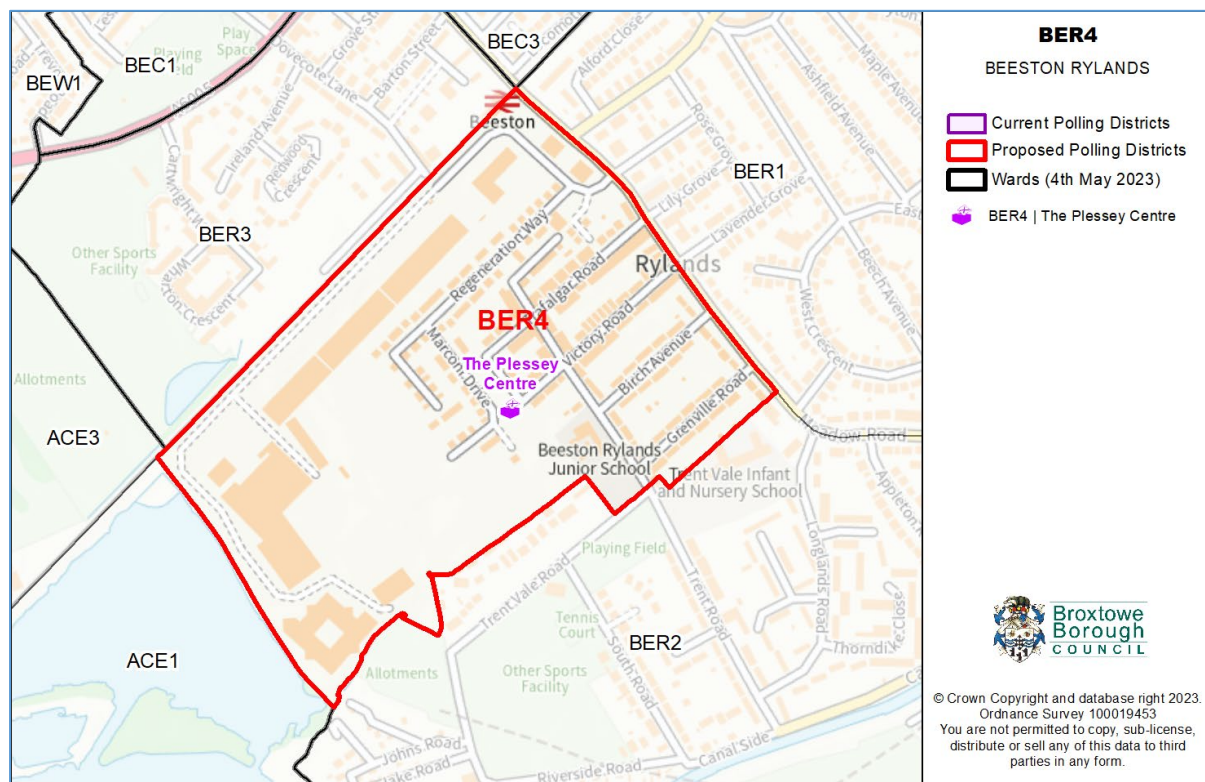 BER4
BEESTON RYLANDS
Current Polling Districts
Proposed Polling Districts
Wards (4th May 2023)
BER4 | The Plessey Centre
Broxtowe
Borough
COUNCIL
© Crown Copyright and database right 2023.
Ordnance Survey 100019453
You are not permitted to copy, sub-license,
distribute or sell any of this data to third
parties in any form.
BEW1
BEC1
BEC3
Playing
Field
Play
Space
A6005
Dovecote Lane
Grove Street
Barton Street
Alford Close
Ireland Avenue
Redwood
Crescent
Cartwright Way
BER3
Other Sports
Facility
Beeston
Rose Grove
Ashfield Avenue
Maple Avenue
BER1
Lily Grove
Lavender Grove
Beech Avenue
West Crescent
Rylands
Regeneration Way
Trafalgar Road
BER4
Victory Road
Marconi Drive
The Plessey
Centre
Birch Avenue
Grenville Road
Allotments
ACE3
Beeston Rylands
Junior School
Trent Vale Infant
and Nursery School
Meadow Road
Longlands Road
Playing Field
Trent Vale Road
Trent Road
Tennis
Court
BER2
South Road
Thorndike Close
ACE1
Allotments
Other Sports
Facility
Johns Road
Lake Road
Riverside Road
Canal Side